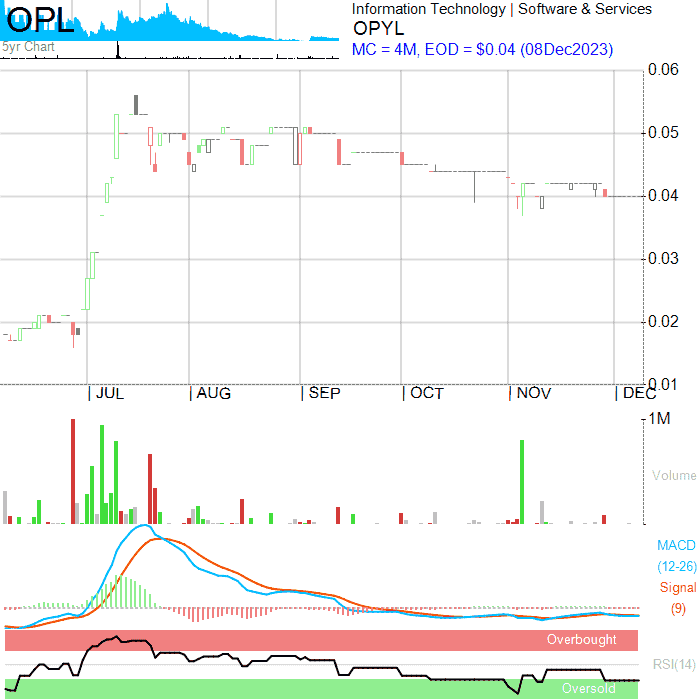 OPL
5yr Chart
Information Technology | Software & Services
OPYL
MC = 4M, EOD = $0.04 (08Dec2023)
0.06
0.05
0.04
0.03
0.02
0.01
JUL AUG SEP OCT NOV DEC
1M
Volume
MACD
(12-26)
Signal
(9)
Overbought
RSI(14)
Oversold